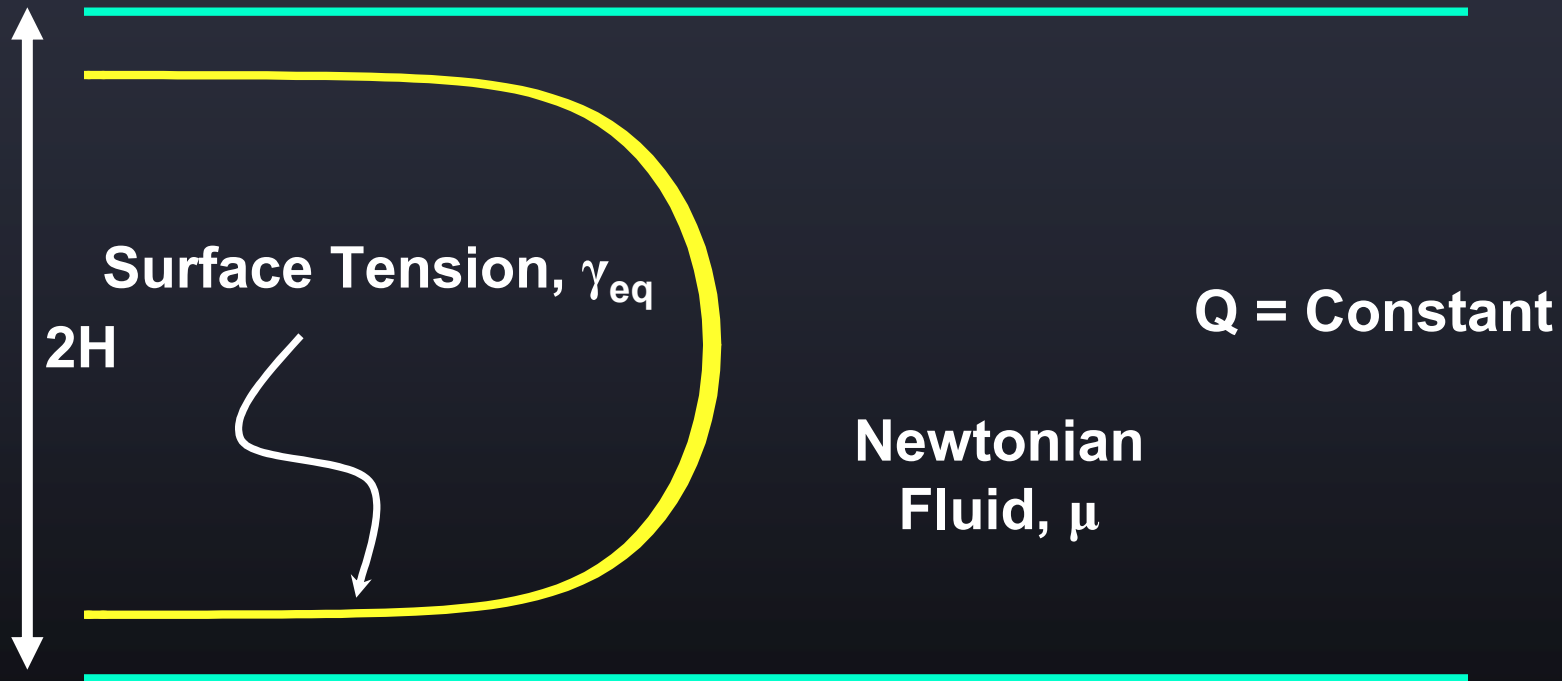 Surface Tension, γeq
2H
Q = Constant
Newtonian
Fluid, μ